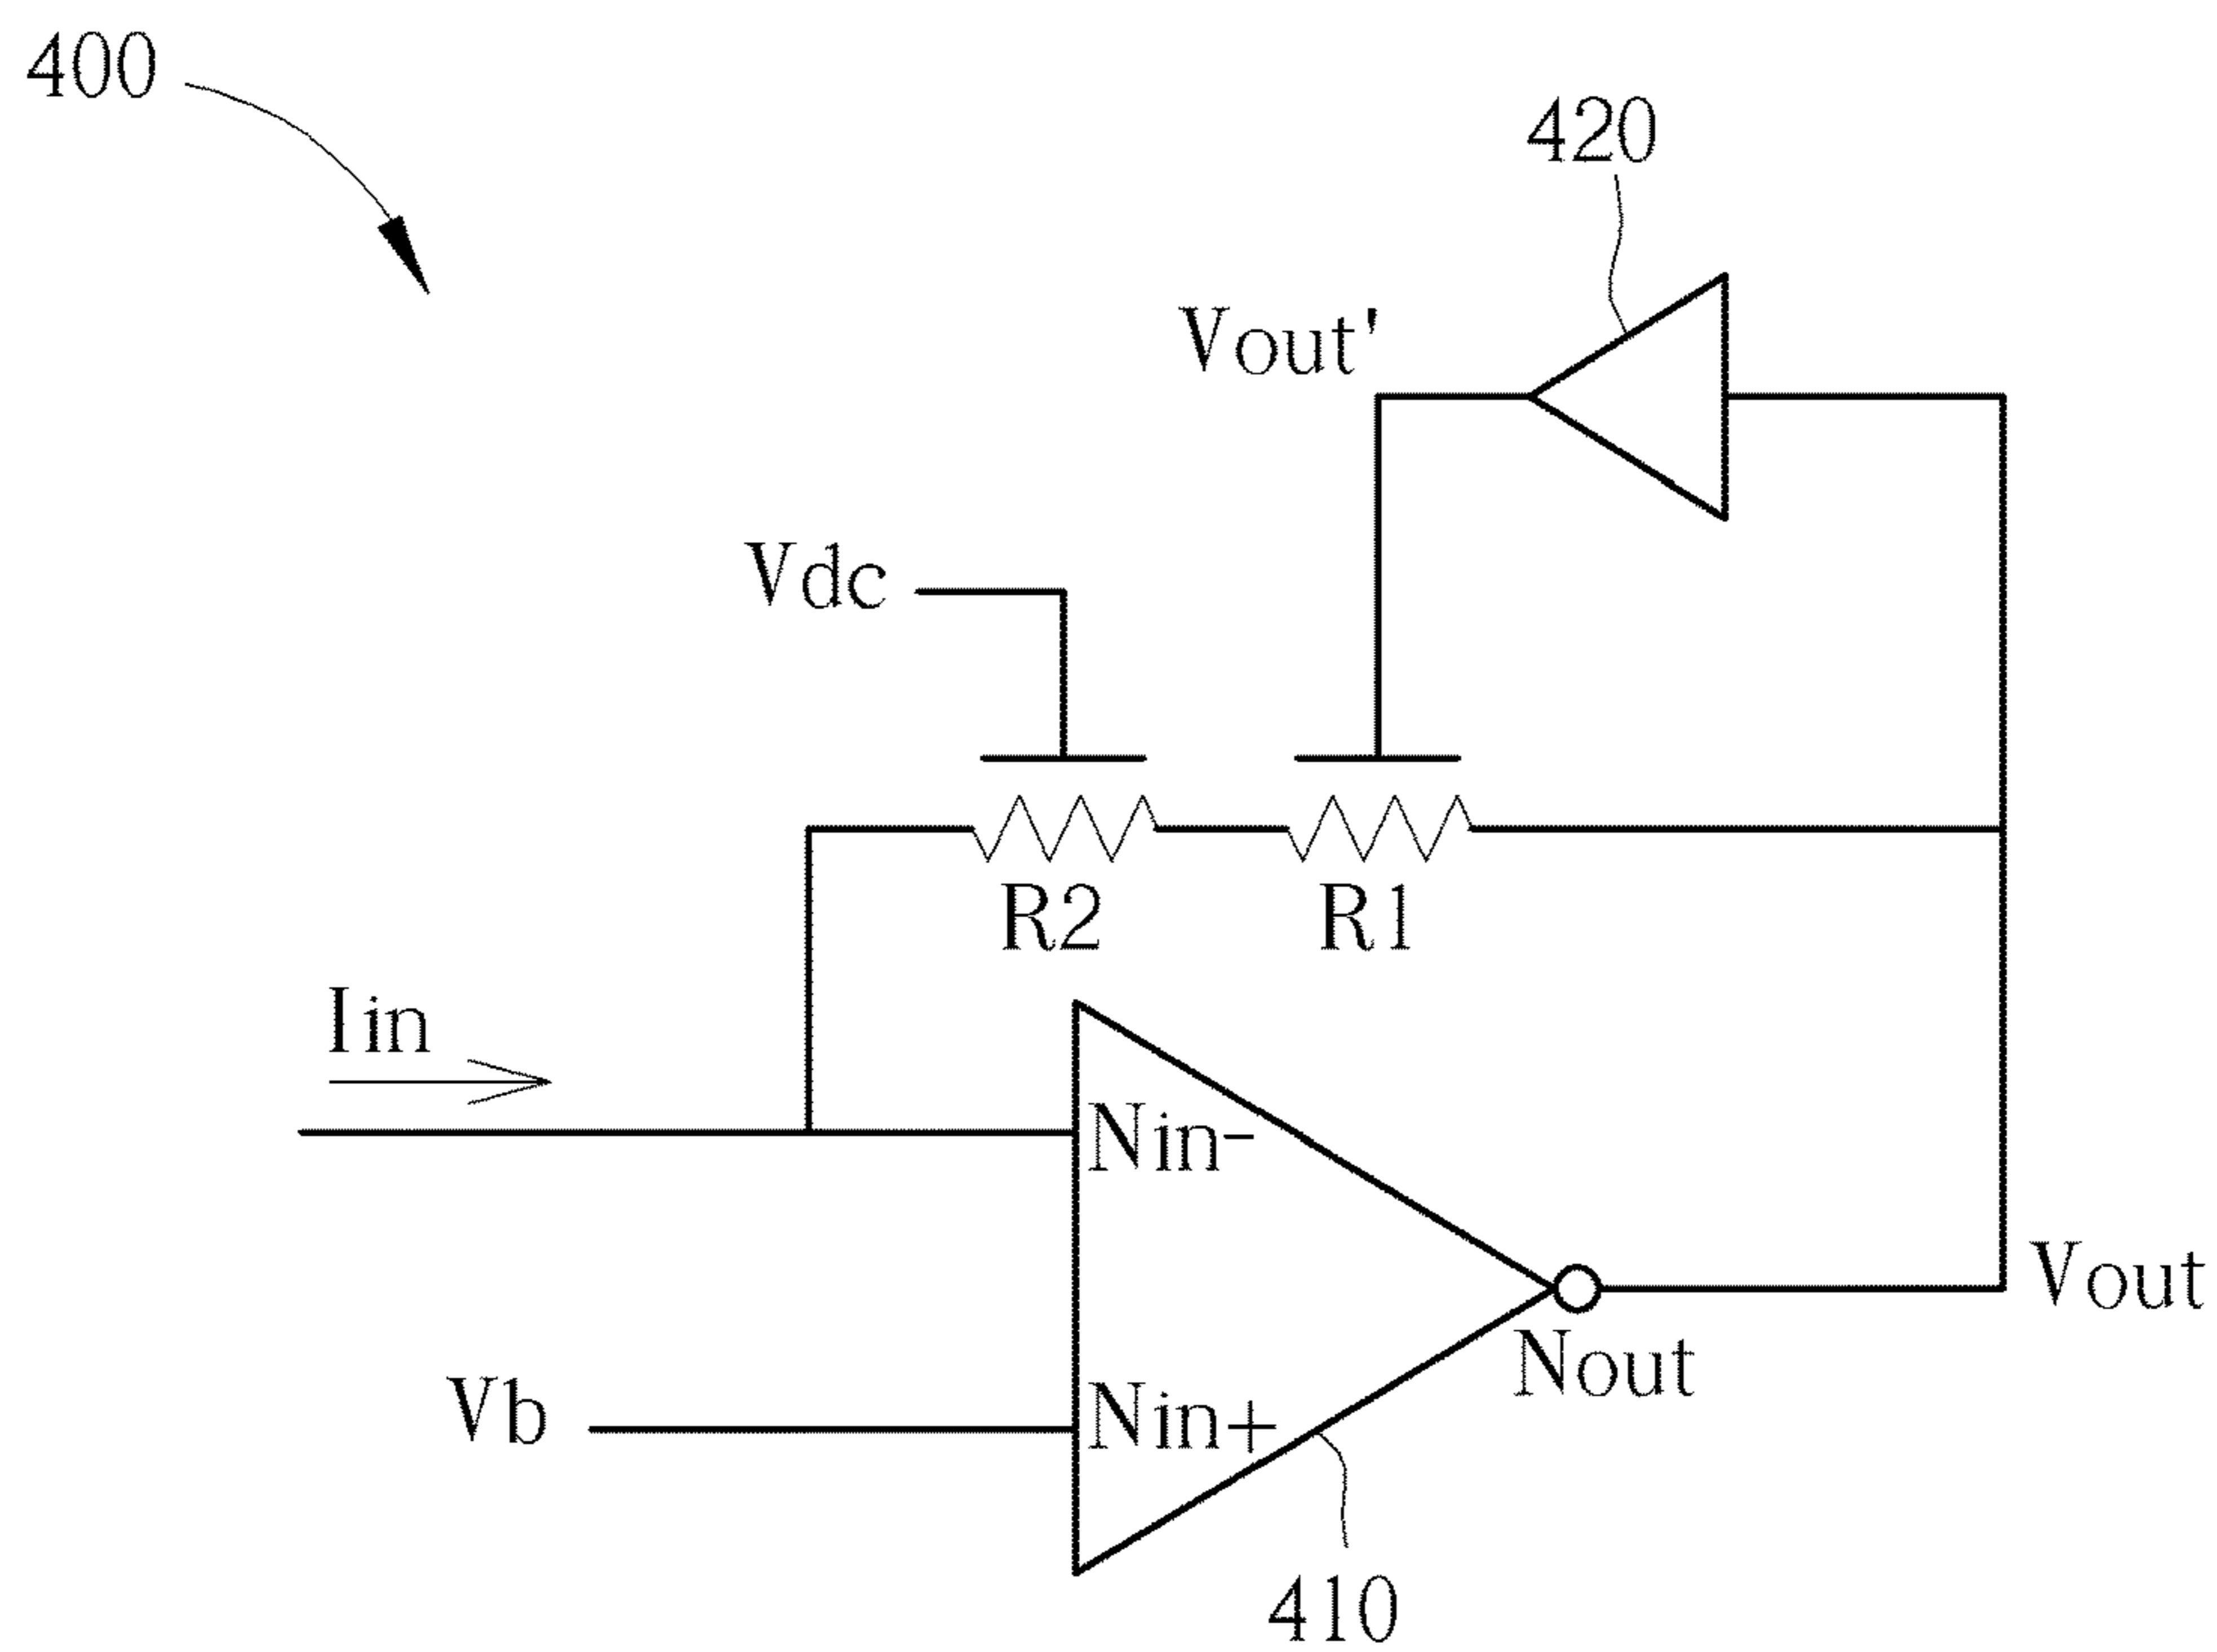 400
420
Vout'
Vdc
R2
R1
Iin
Nin-
Vout
Nout
Vb
Nin+
410